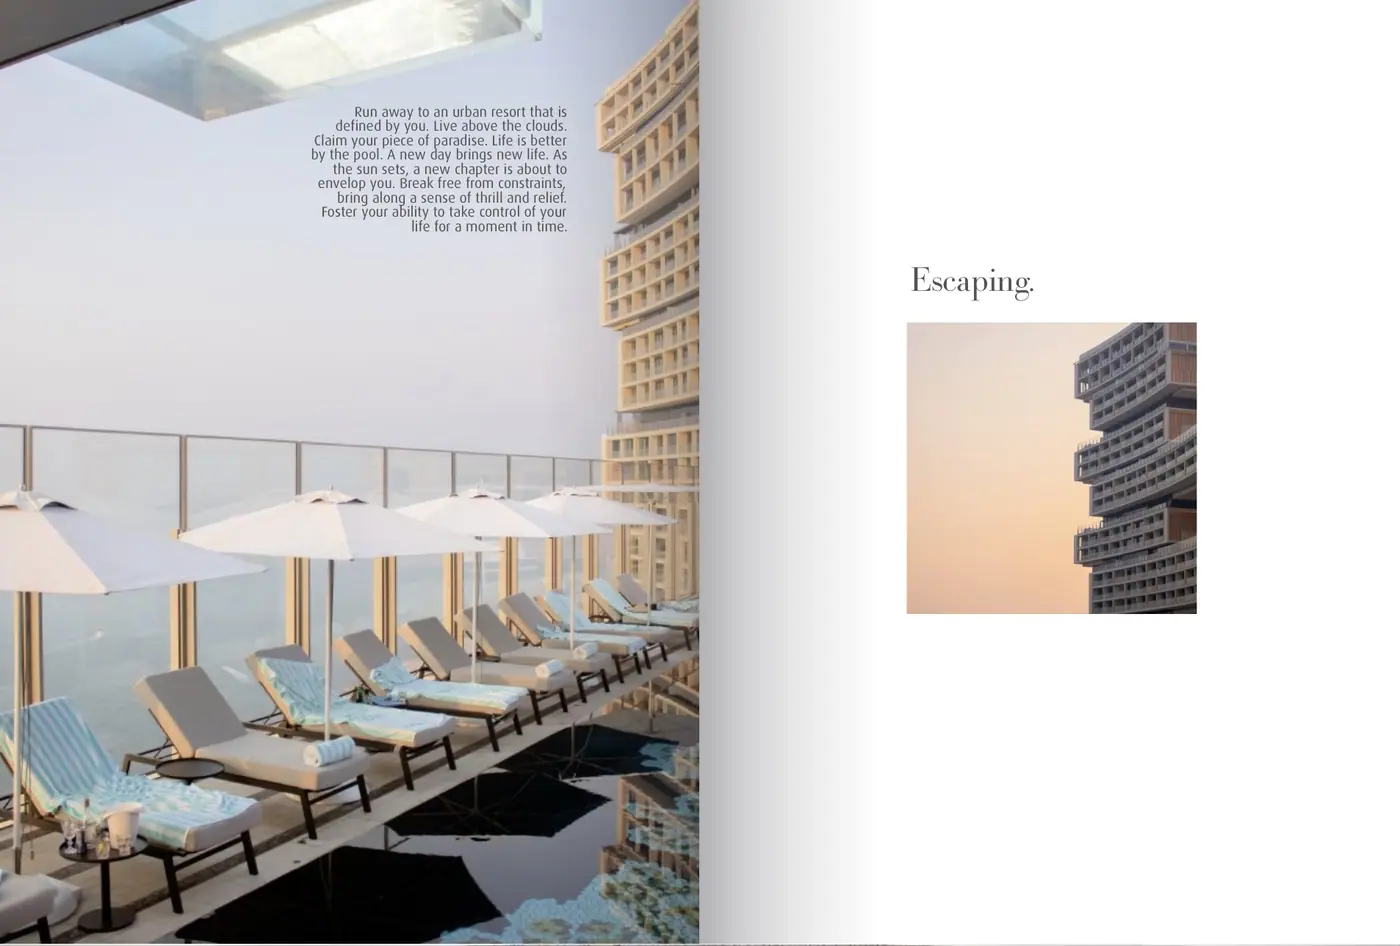 Run away to an urban resort that is
defined by you. Live above the clouds.
Claim your piece of paradise. Life is better
by the pool. A new day brings new life. As
the sun sets, a new chapter is about to
envelop you. Break free from constraints,
bring along a sense of thrill and relief.
Foster your ability to take control of your
life for a moment in time.
Escaping.